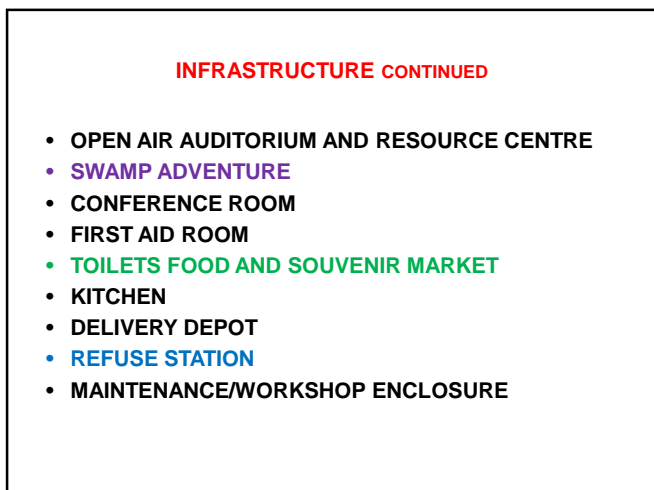 INFRASTRUCTURE CONTINUED
• OPEN AIR AUDITORIUM AND RESOURCE CENTRE
• SWAMP ADVENTURE
• CONFERENCE ROOM
• FIRST AID ROOM
• TOILETS FOOD AND SOUVENIR MARKET
• KITCHEN
• DELIVERY DEPOT
• REFUSE STATION
• MAINTENANCE/WORKSHOP ENCLOSURE